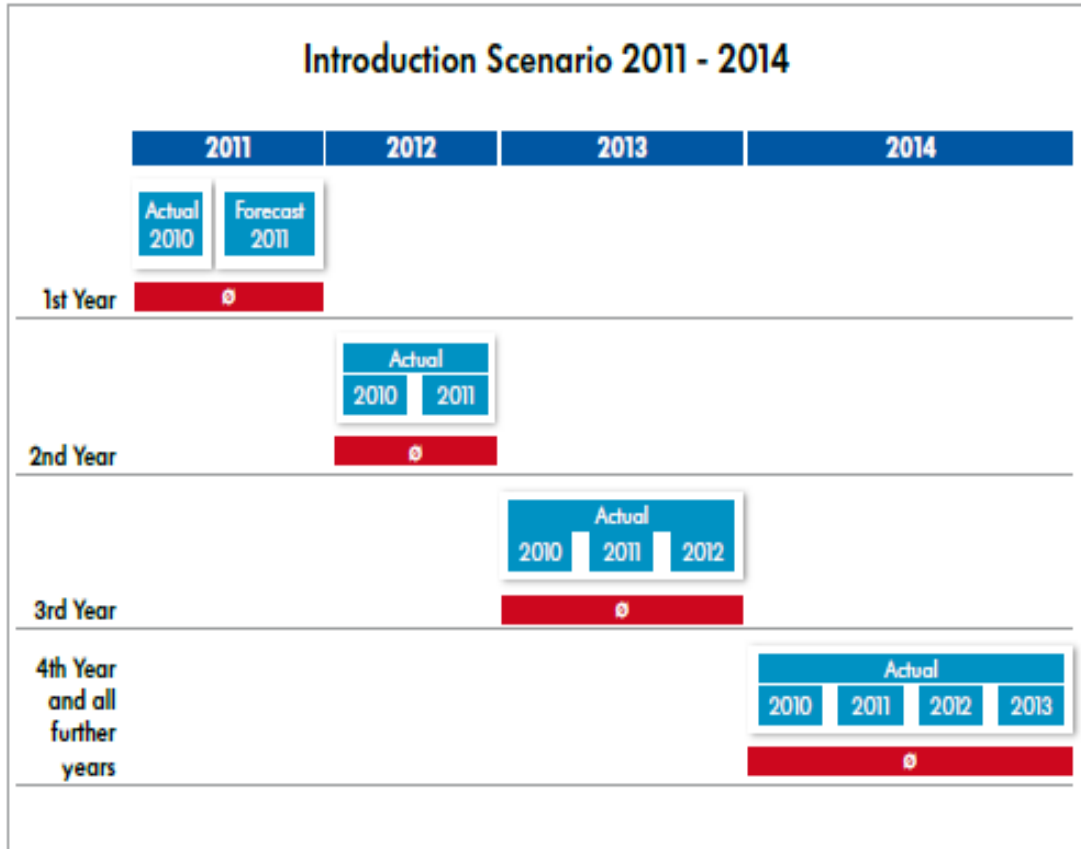 Introduction Scenario 2011 - 2014
2011 2012 2013 2014
Actual
2010
Forecast
2011
1st Year
Ø
Actual
2010 2011
2nd Year
Ø
Actual
2010 2011 2012
3rd Year
Ø
4th Year
and all
further
years
Actual
2010 2011 2012 2013
Ø